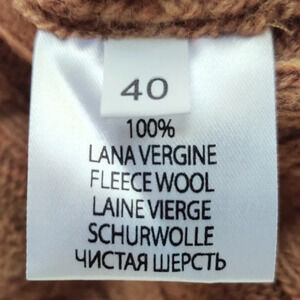 40
100%
LANA VERGINE
FLEECE WOOL
LAINE VIERGE
SCHURWOLLE
ЧИСТАЯ ШЕРСТЬ